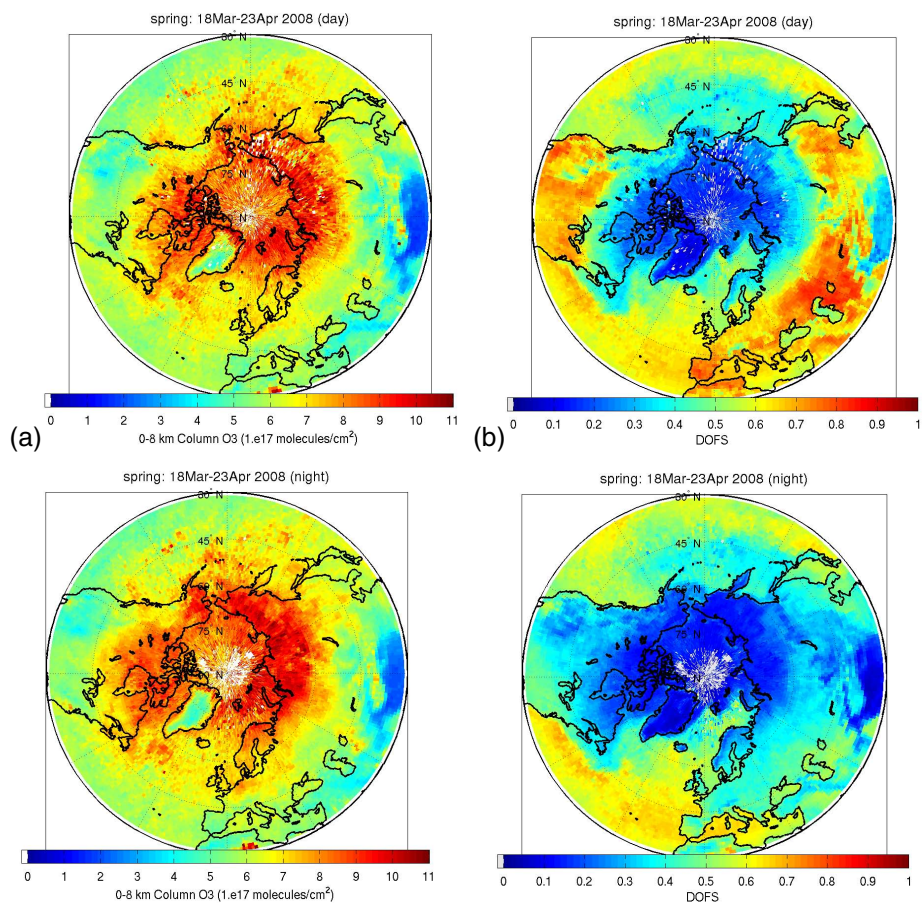 spring: 18Mar-23Apr 2008 (day)
30° N
45° N
60 N
75° N
90 N
0 1 2 3 4 5 6 7 8 9 10 11
0-8 km Column O3 (1.e17 molecules/cm²)
(a)
spring: 18Mar-23Apr 2008 (day)
30° N
45° N
60 N
75° N
N
0 0.1 0.2 0.3 0.4 0.5 0.6 0.7 0.8 0.9 1
DOFS
(b)
spring: 18Mar-23Apr 2008 (night)
30° N
45° N
60 N
75° N
90 N
0 1 2 3 4 5 6 7 8 9 10 11
0-8 km Column O3 (1.e17 molecules/cm²)
spring: 18Mar-23Apr 2008 (night)
30° N
45° N
60 N
75° N
0 0.1 0.2 0.3 0.4 0.5 0.6 0.7 0.8 0.9 1
DOFS